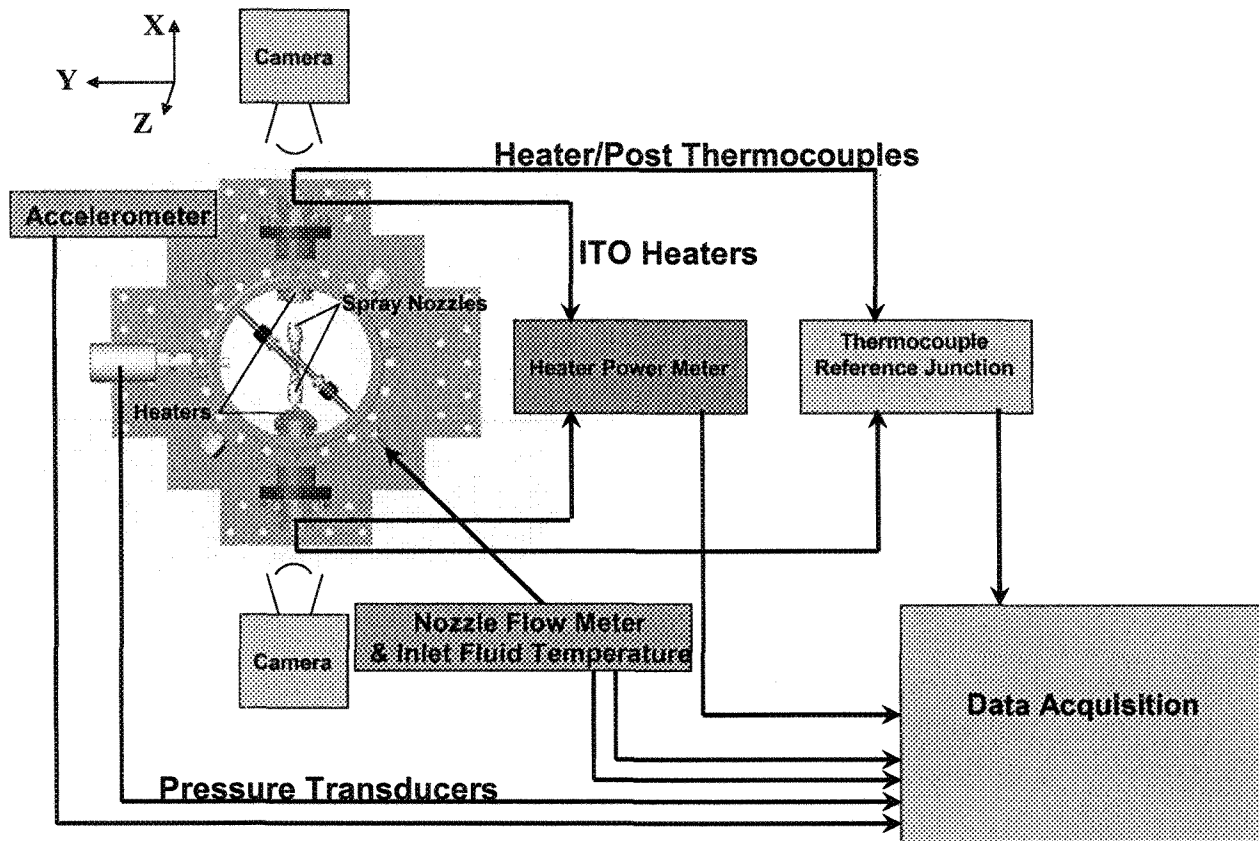 X
Y
Z
Camera
Heater/Post Thermocouples
Accelerometer
ITO Heaters
Spray Nozzles
Heater Power Meter
Thermocouple
Reference Junction
Heaters
Nozzle Flow Meter
& Inlet Fluid Temperature
Camera
Data Acquisition
Pressure Transducers